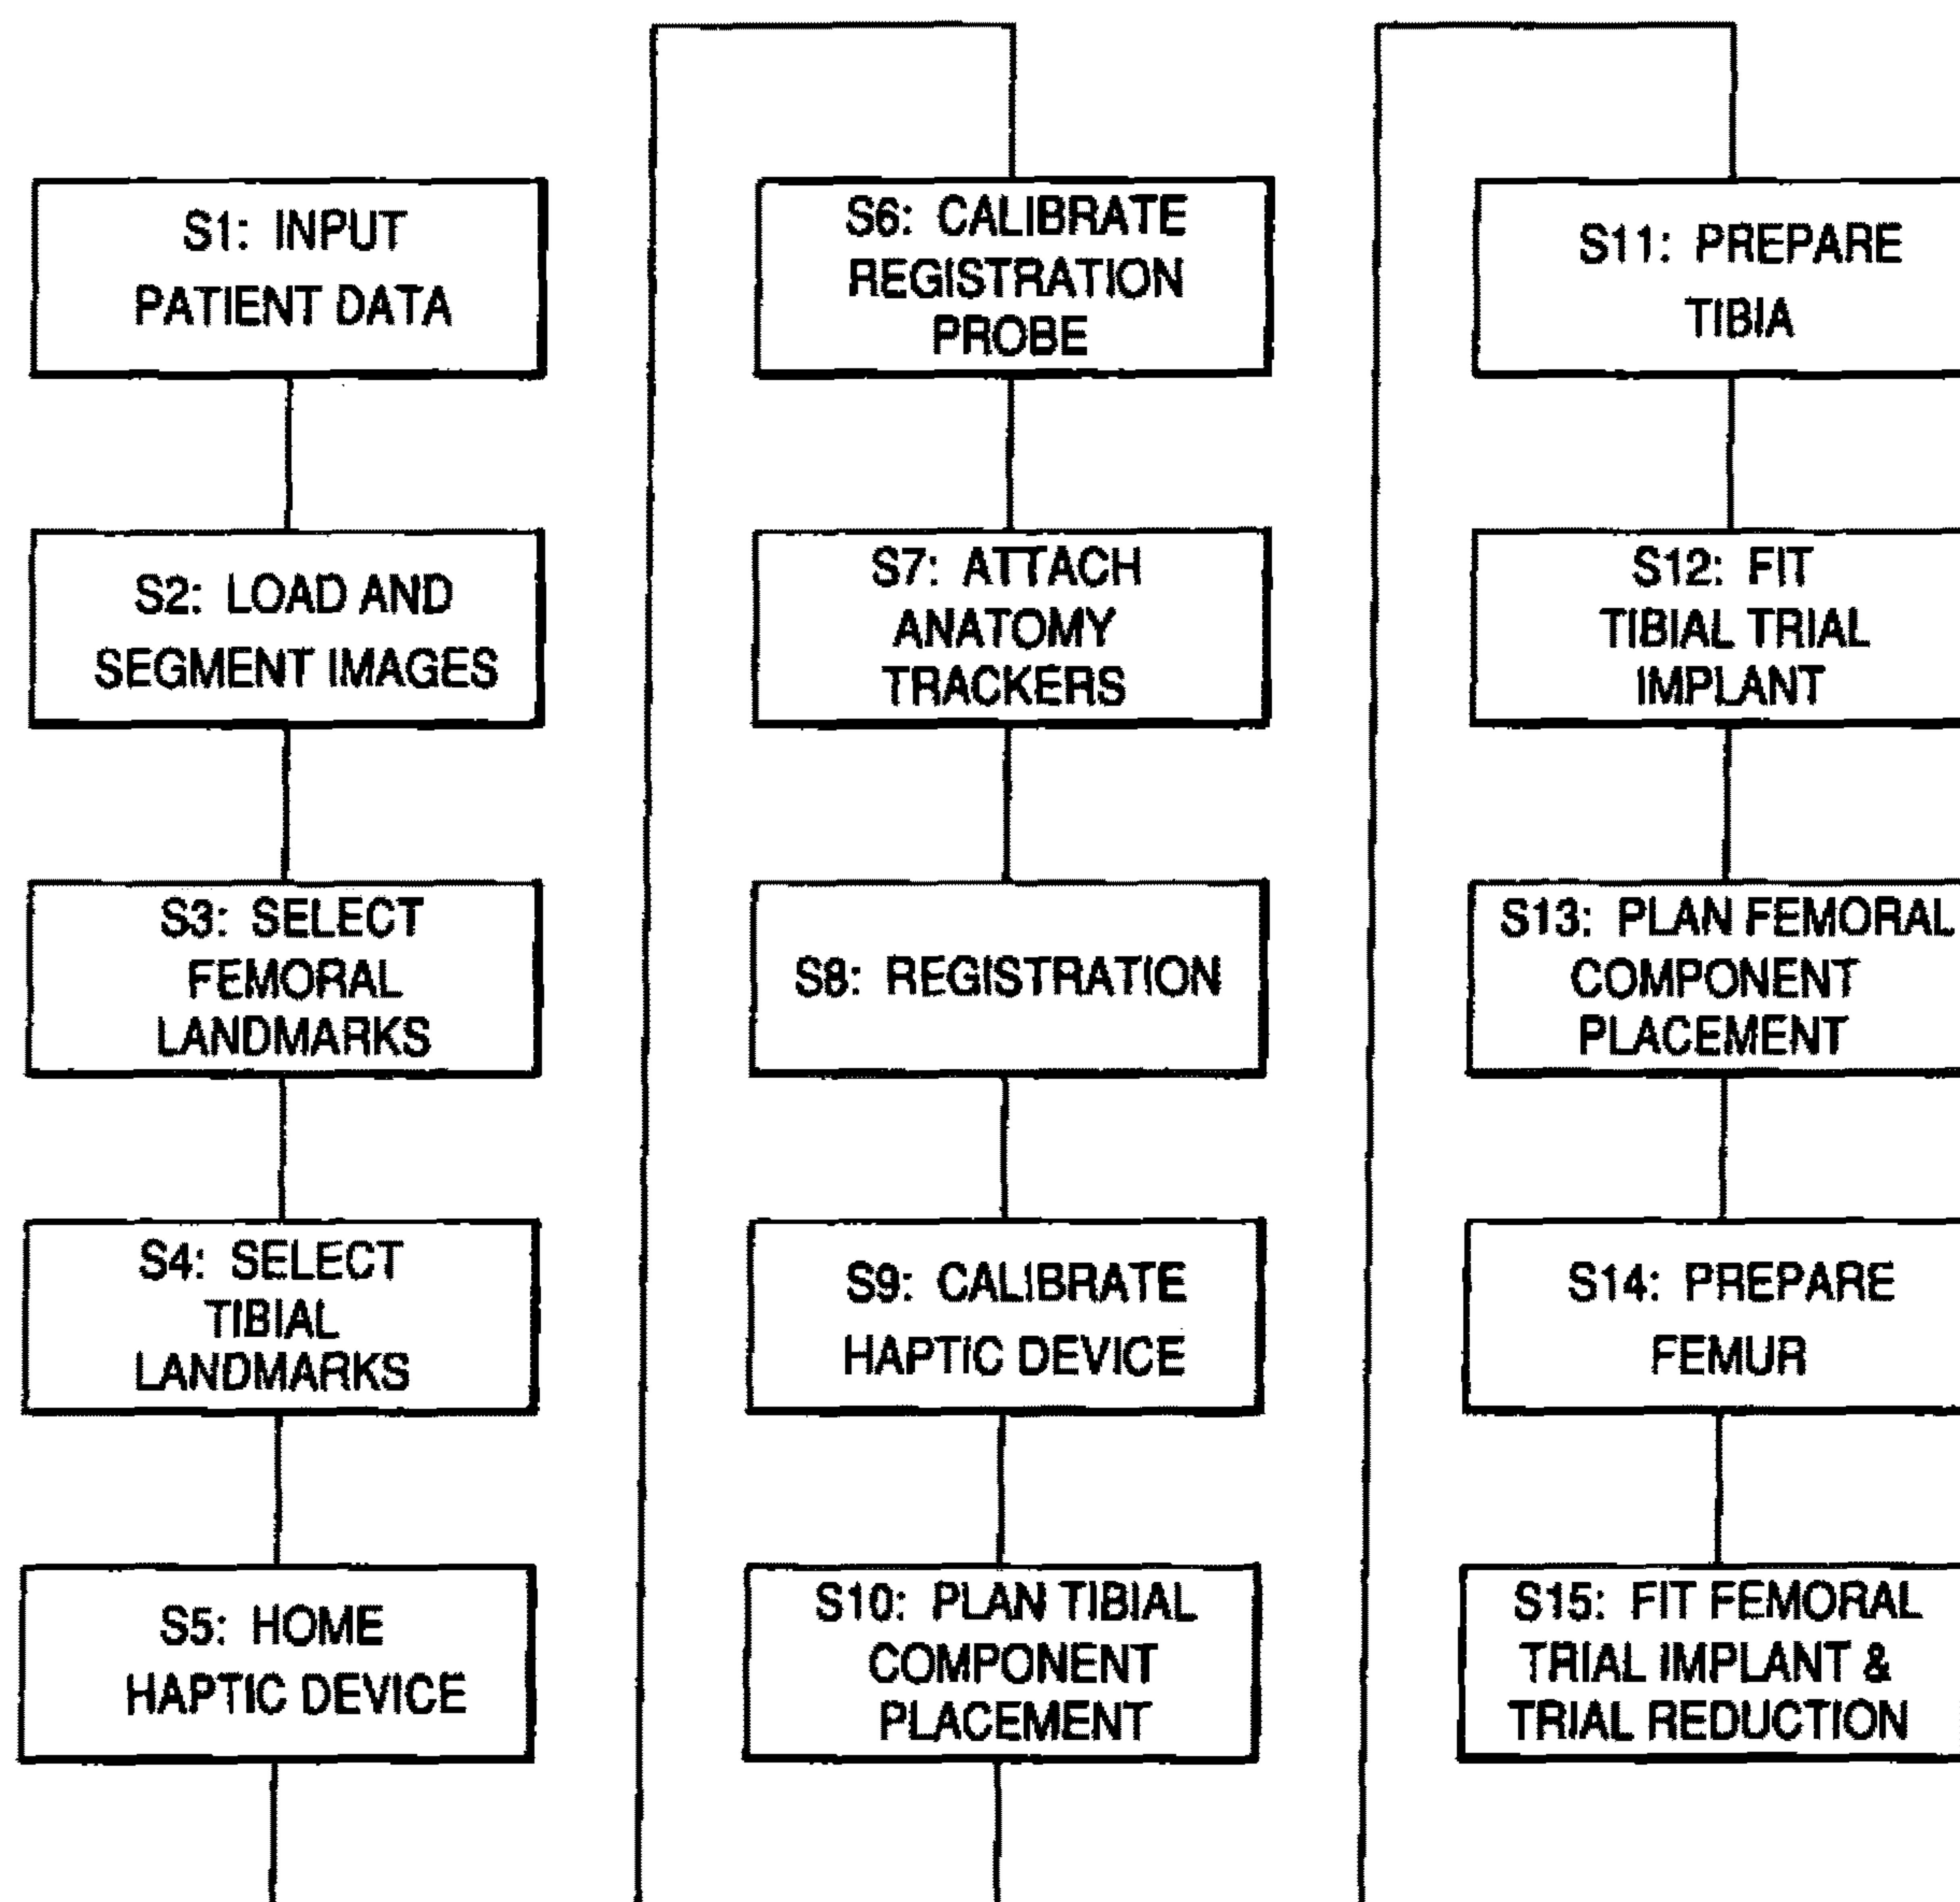 S1: INPUT
PATIENT DATA
S2: LOAD AND
SEGMENT IMAGES
S3: SELECT
FEMORAL
LANDMARKS
S4: SELECT
TIBIAL
LANDMARKS
S5: HOME
HAPTIC DEVICE
S6: CALIBRATE
REGISTRATION
PROBE
S7: ATTACH
ANATOMY
TRACKERS
S8: REGISTRATION
S9: CALIBRATE
HAPTIC DEVICE
S10: PLAN TIBIAL
COMPONENT
PLACEMENT
S11: PREPARE
TIBIA
S12: FIT
TIBIAL TRIAL
IMPLANT
S13: PLAN FEMORAL
COMPONENT
PLACEMENT
S14: PREPARE
FEMUR
S15: FIT FEMORAL
TRIAL IMPLANT &
TRIAL REDUCTION